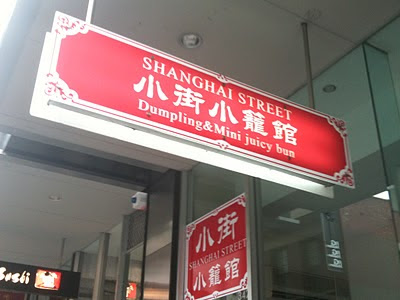 SHANGHAI STREET
小街小籠館
Dumpling&Mini juicy bun
小街
SHANGHAI STREET
小籠館